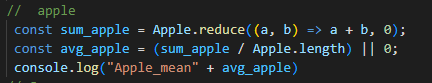 //  apple
const sum_apple = Apple.reduce((a, b) => a + b, 0);
const avg_apple = (sum_apple / Apple.length) || 0;
console.log("Apple_mean" + avg_apple)